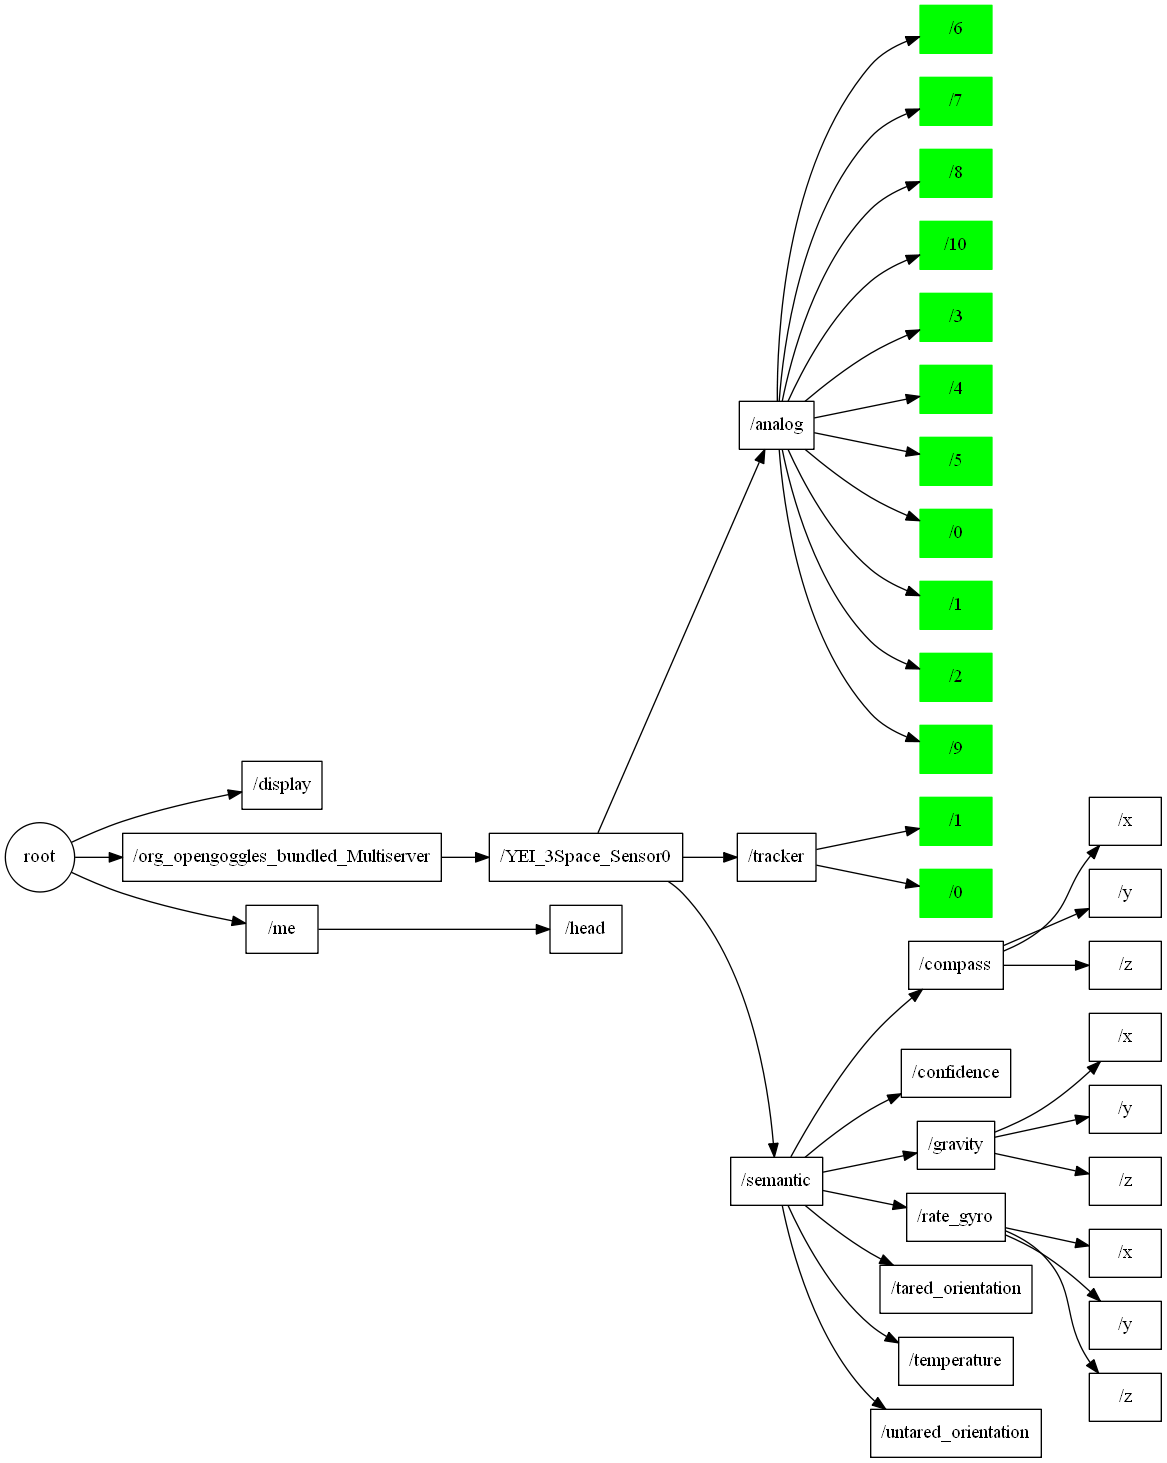 root
/display
/org_opengoggles_bundled_Multiserver
/me
/head
/YEI_3Space_Sensor0
/analog
/6
/7
/8
/10
/3
/4
/5
/0
/1
/2
/9
/tracker
/1
/0
/semantic
/compass
/x
/y
/z
/confidence
/gravity
/x
/y
/z
/rate_gyro
/x
/y
/z
/tared_orientation
/temperature
/untared_orientation